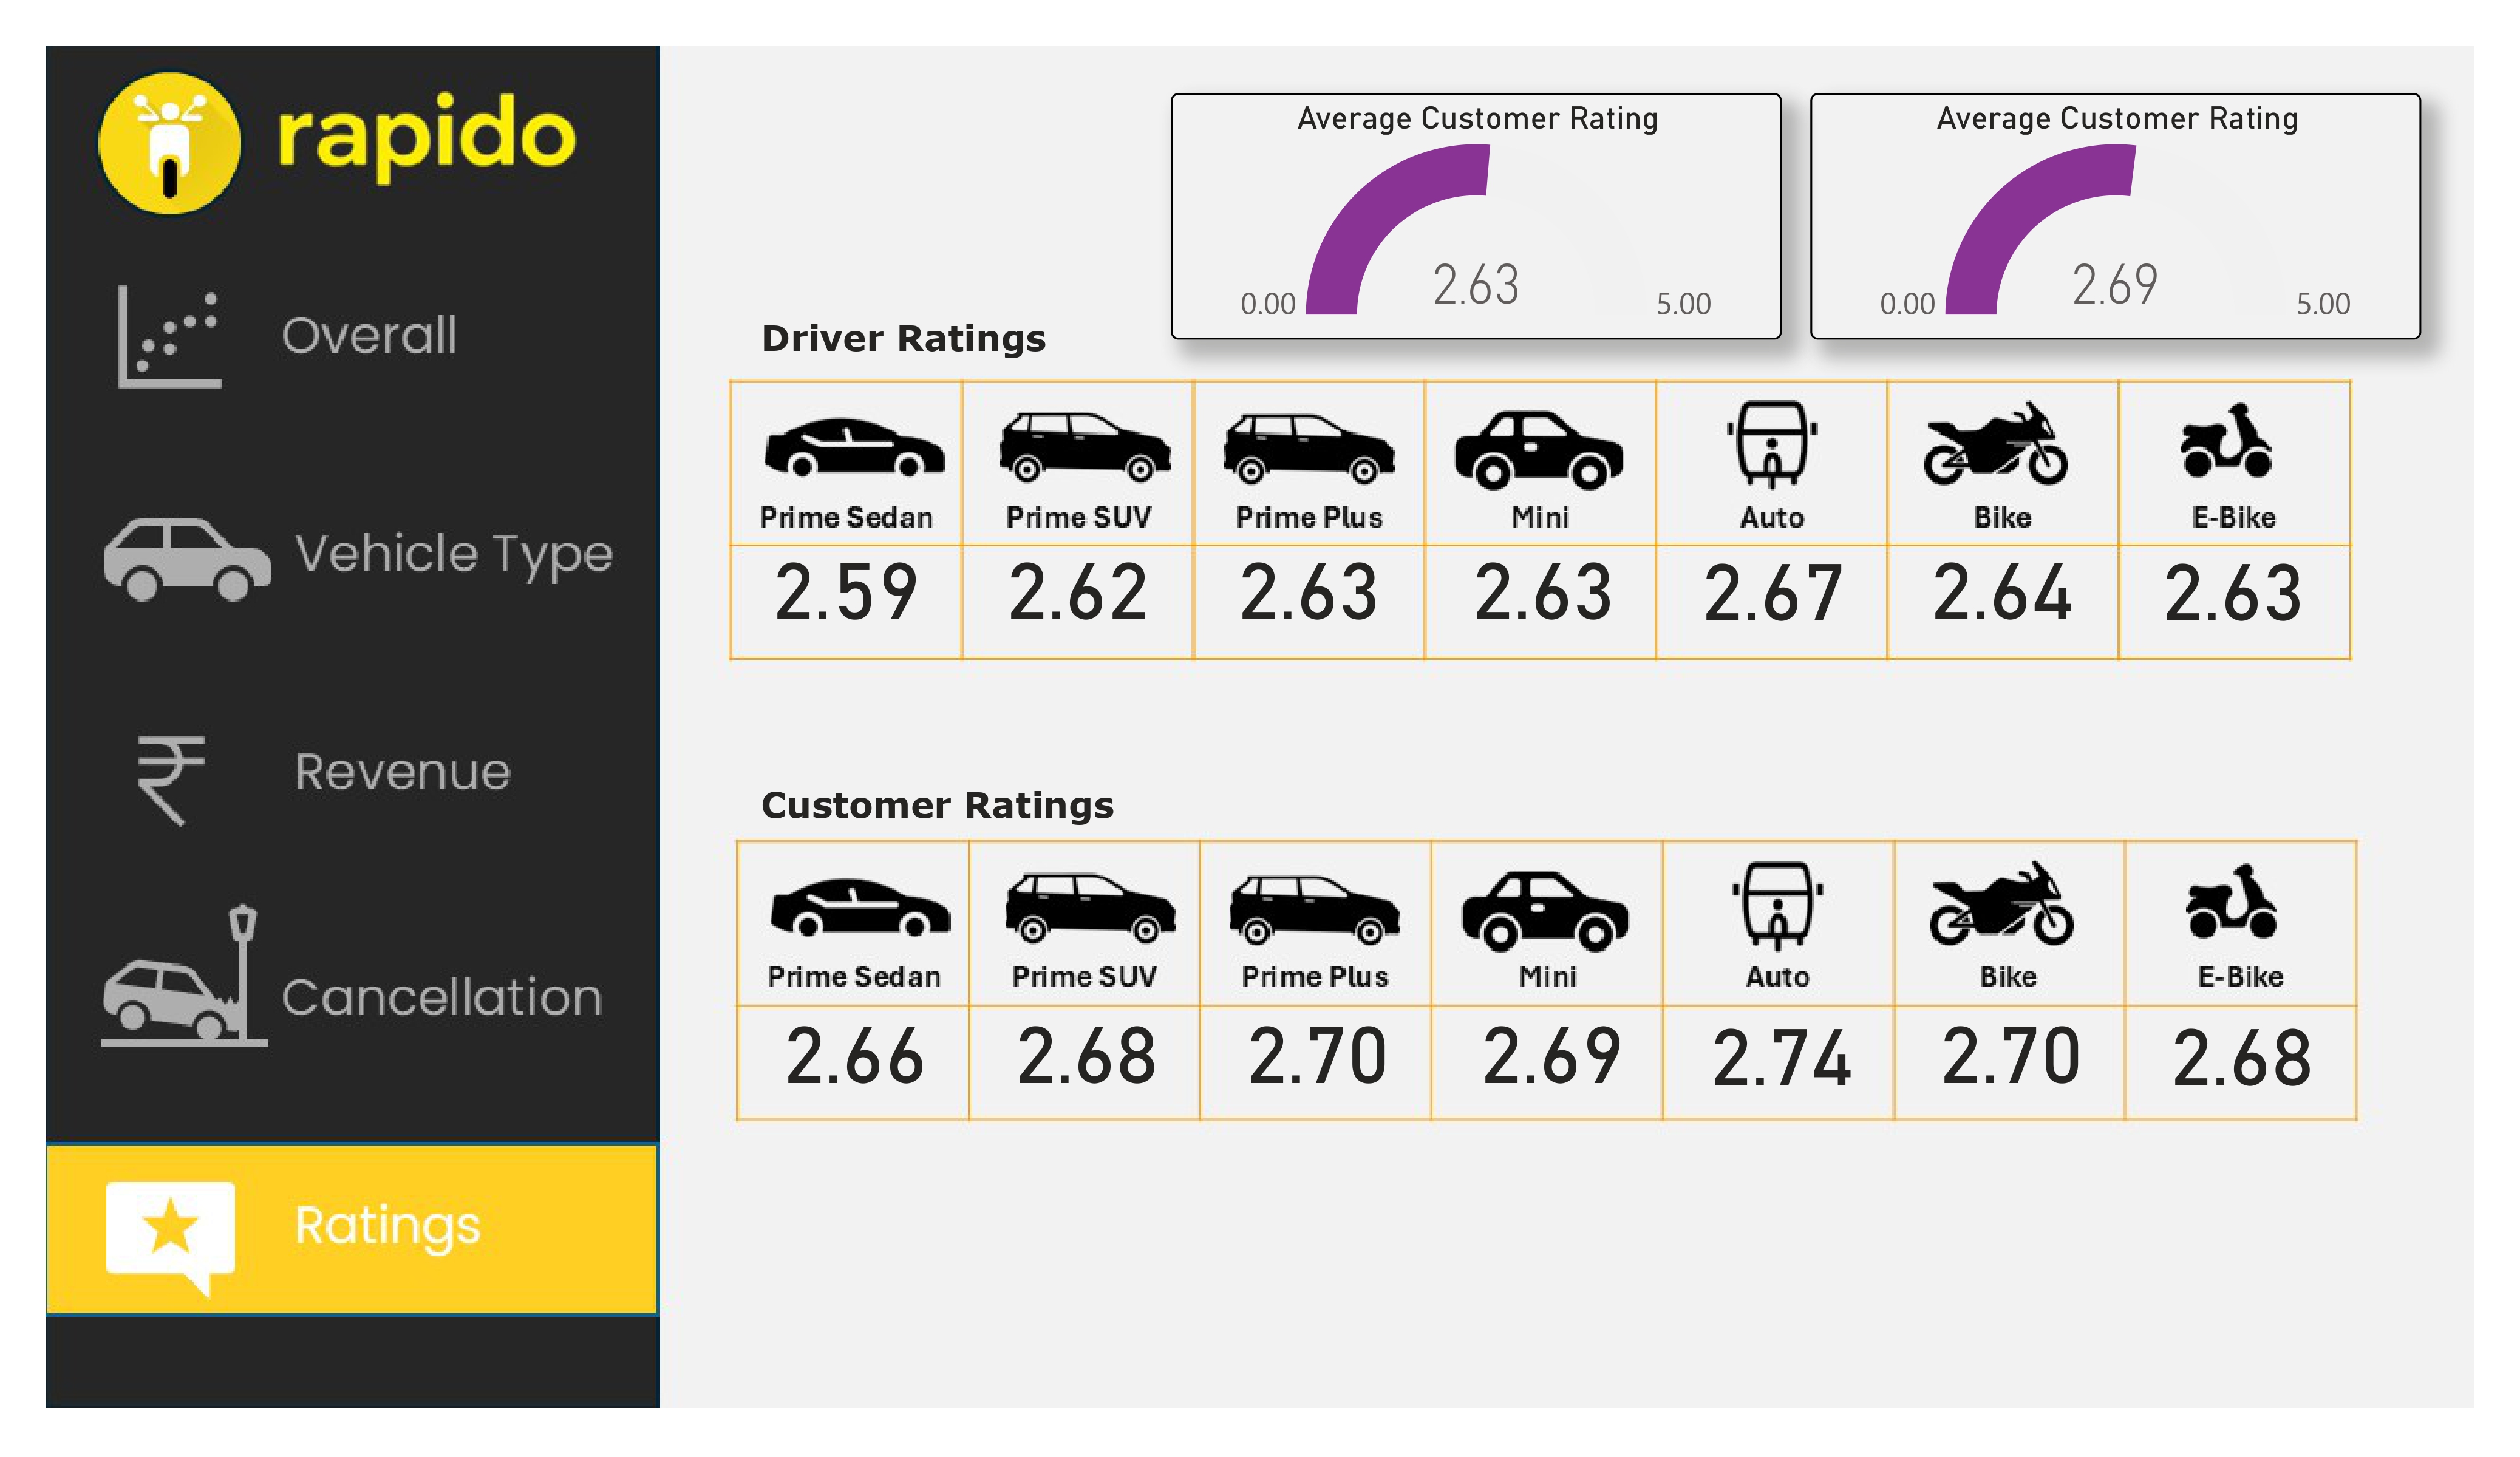 rapido
Overall
Vehicle Type
Revenue
Cancellation
Ratings
Average Customer Rating
2.63
0.00
5.00
Average Customer Rating
2.69
0.00
5.00
Driver Ratings
Prime Sedan Prime SUV Prime Plus Mini Auto Bike E-Bike
2.59 2.62 2.63 2.63 2.67 2.64 2.63
Customer Ratings
Prime Sedan Prime SUV Prime Plus Mini Auto Bike E-Bike
2.66 2.68 2.70 2.69 2.74 2.70 2.68